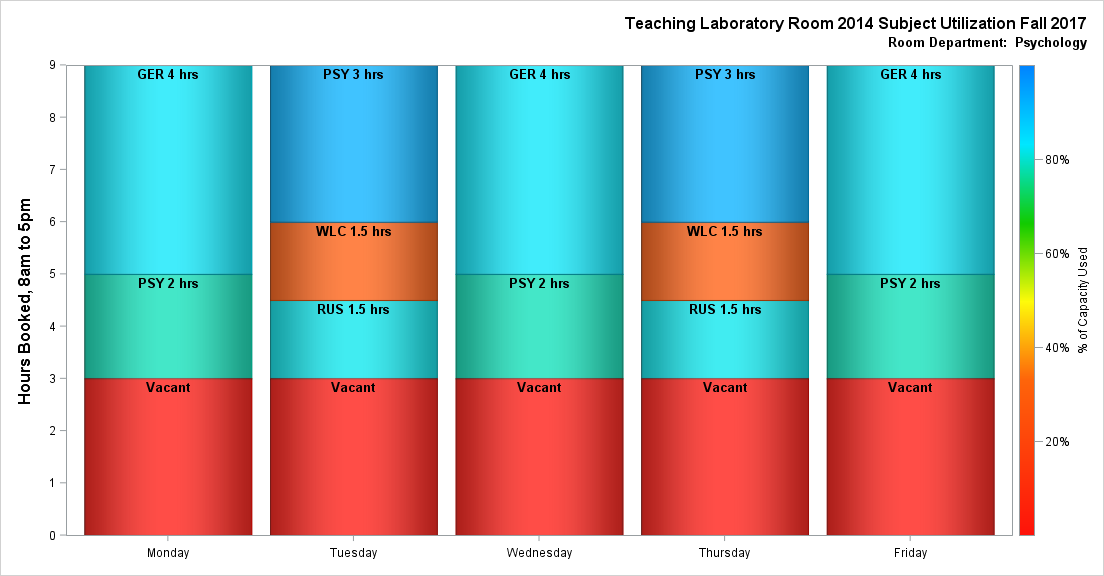 Teaching Laboratory Room 2014 Subject Utilization Fall 2017
Room Department:  Psychology
Hours Booked, 8am to 5pm
9
8
7
6
5
4
3
2
1
0
GER 4 hrs
PSY 2 hrs
Vacant
PSY 3 hrs
WLC 1.5 hrs
RUS 1.5 hrs
Vacant
GER 4 hrs
PSY 2 hrs
Vacant
PSY 3 hrs
WLC 1.5 hrs
RUS 1.5 hrs
Vacant
GER 4 hrs
PSY 2 hrs
Vacant
Monday
Tuesday
Wednesday
Thursday
Friday
80%
60%
40%
20%
% of Capacity Used